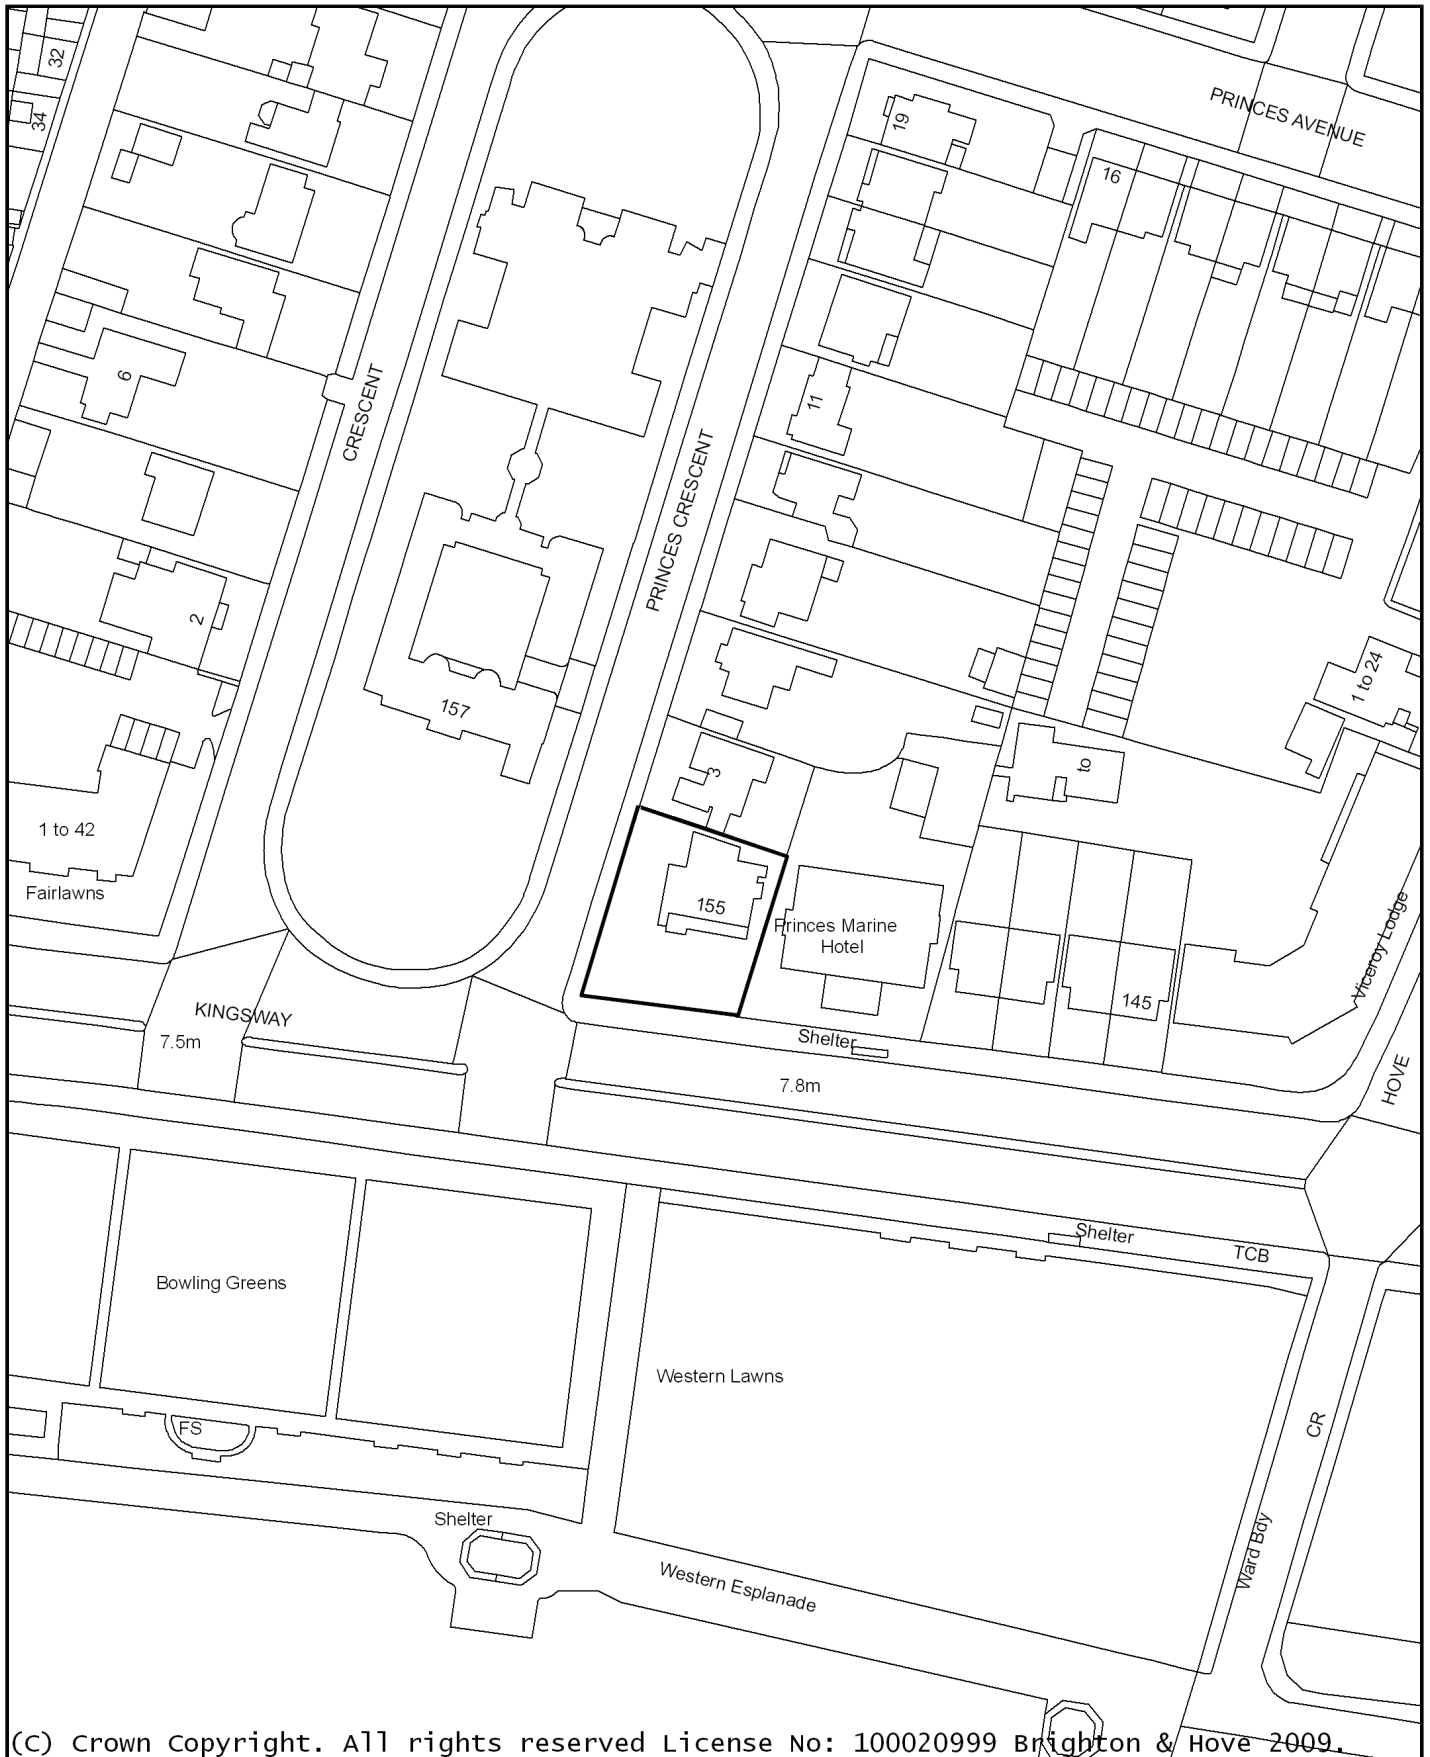 32
34
PRINCES AVENUE
19
16
6
CRESCENT
11
PRINCES CRESCENT
2
157
1 to 24
3
to
1 to 42
Fairlawns
155
Princes Marine
Hotel
Viceroy Lodge
145
KINGSWAY
7.5m
Shelter
7.8m
HOVE
Shelter
TCB
Bowling Greens
Western Lawns
CR
FS
Shelter
Ward Bdy
Western Esplanade
(C) Crown Copyright. All rights reserved License No: 100020999 Brighton & Hove 2009.